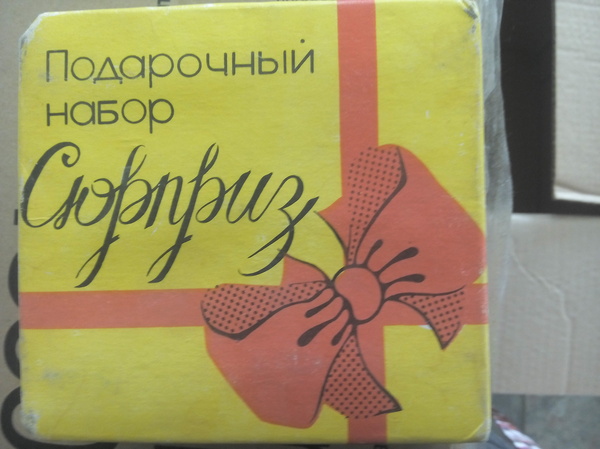 Подарочный
набор
Сюрприз